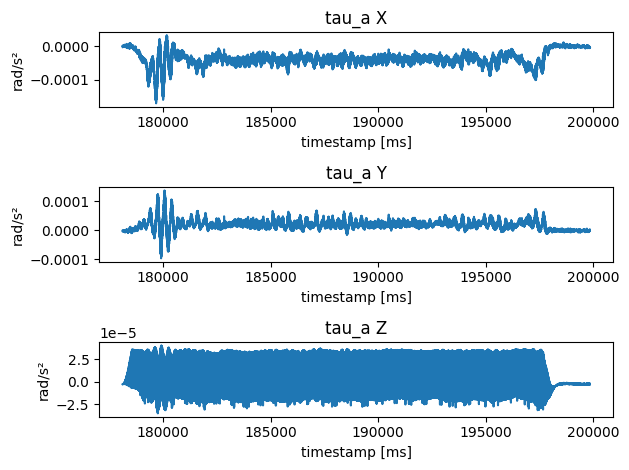 tau_a X
rad/s²
0.0000
−0.0001
180000 185000 190000 195000 200000
timestamp [ms]
tau_a Y
rad/s²
0.0001
0.0000
−0.0001
180000 185000 190000 195000 200000
timestamp [ms]
tau_a Z
1e−5
rad/s²
2.5
0.0
−2.5
180000 185000 190000 195000 200000
timestamp [ms]